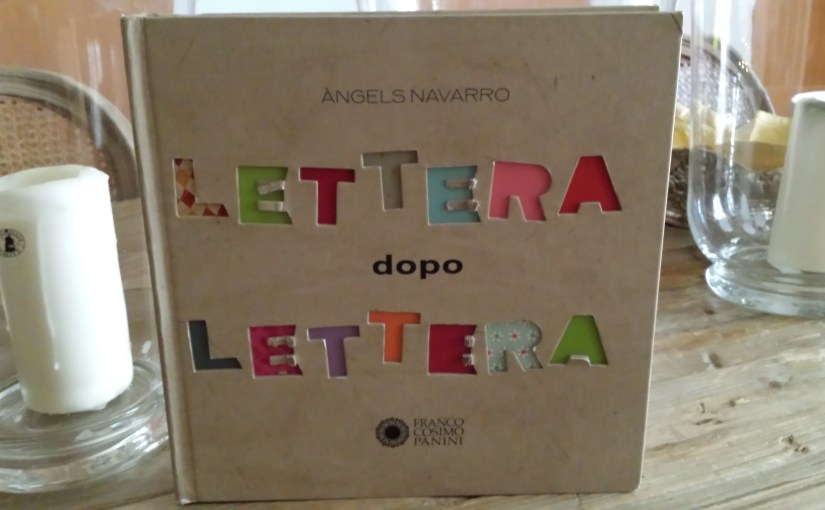 ÀNGELS NAVARRO
LETTERA
dopo
LETTERA
FRANCO
COSIMO
PANINI